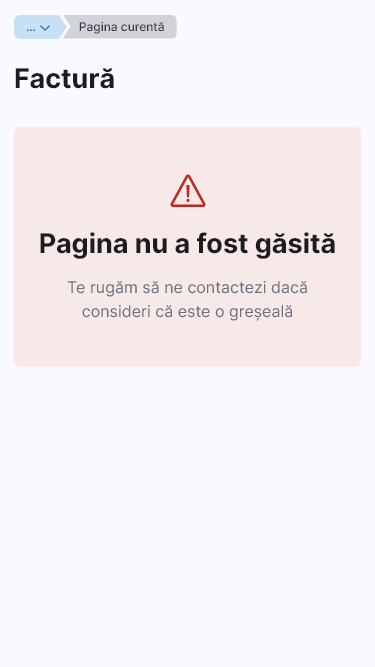 ... Pagina curentă
Factură
Pagina nu a fost găsită
Te rugăm să ne contactezi dacă
consideri că este o greșeală